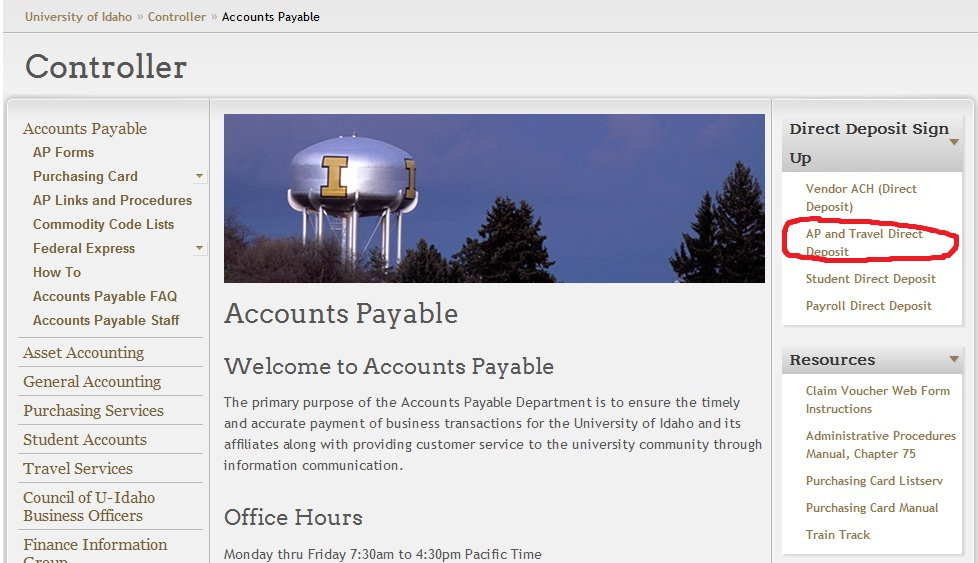 University of Idaho » Controller » Accounts Payable
Controller
Accounts Payable
AP Forms
Purchasing Card
AP Links and Procedures
Commodity Code Lists
Federal Express
How To
Accounts Payable FAQ
Accounts Payable Staff
Asset Accounting
General Accounting
Purchasing Services
Student Accounts
Travel Services
Council of U-Idaho
Business Officers
Finance Information
Group
I
Accounts Payable
Welcome to Accounts Payable
The primary purpose of the Accounts Payable Department is to ensure the timely
and accurate payment of business transactions for the University of Idaho and its
affiliates along with providing customer service to the university community through
information communication.
Office Hours
Monday thru Friday 7:30am to 4:30pm Pacific Time
Direct Deposit Sign
Up
Vendor ACH (Direct
Deposit)
AP and Travel Direct
Deposit
Student Direct Deposit
Payroll Direct Deposit
Resources
Claim Voucher Web Form
Instructions
Administrative Procedures
Manual, Chapter 75
Purchasing Card Listserv
Purchasing Card Manual
Train Track